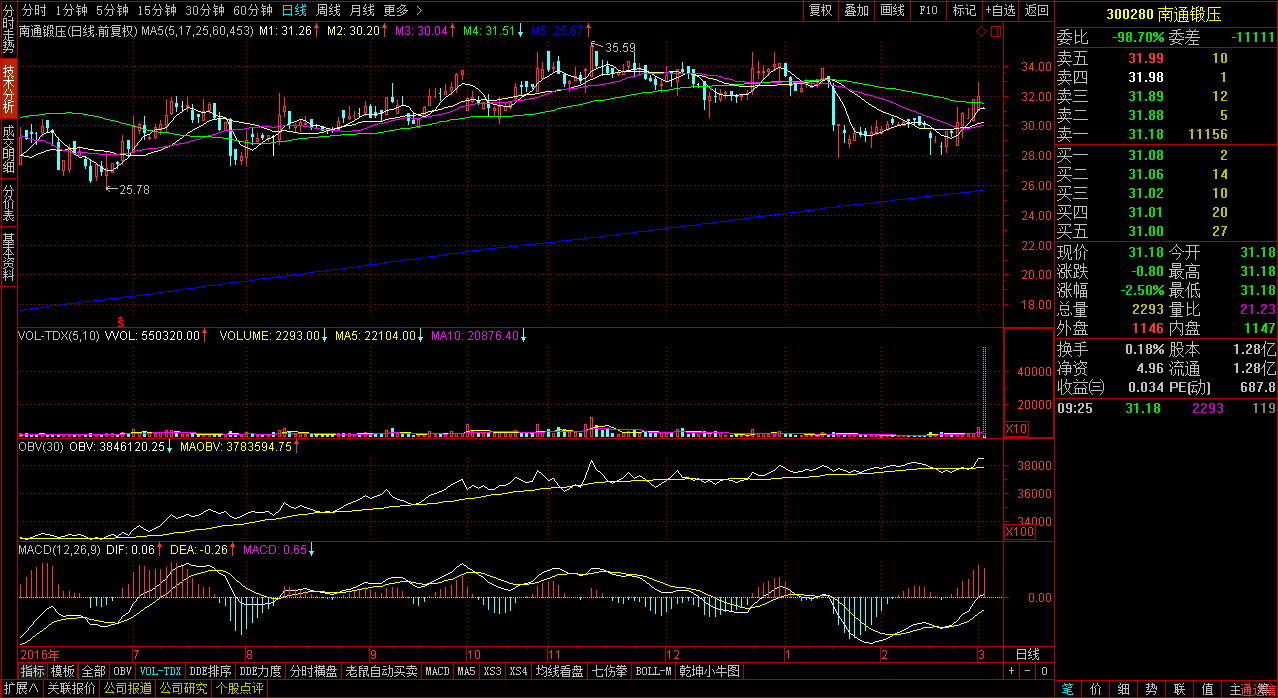 分时 1分钟 5分钟 15分钟 30分钟 60分钟 日线 周线 月线 更多 > 复权 叠加 画线 F10 标记 +自选 返回
南通锻压(日线.前复权) MA5(5,17,25,60,453) M1: 31.26↑ M2: 30.20↑ M3: 30.04↑ M4: 31.51↓ M5: 25.67↑
分时走势
技术分析
成交明细
分价表
基本资料
35.59
25.78
34.00
32.00
30.00
28.00
26.00
24.00
22.00
20.00
18.00
S
VOL-TDX(5,10) VVOL: 550320.00↑ VOLUME: 2293.00↓ MA5: 22104.00↓ MA10: 20876.40↓
40000
20000
X10
OBV(30) OBV: 3846120.25↓ MAOBV: 3783594.75↑
38000
36000
34000
X100
MACD(12,26,9) DIF: 0.06↑ DEA: -0.26↑ MACD: 0.65↓
0.00
2016年 7 8 9 10 11 12 1 2 3 日线
指标 模板 全部 OBV VOL-TDX DDE排序 DDE力度 分时横盘 老鼠自动买卖 MACD MA5 XS3 XS4 均线看盘 七伤拳 BOLL-M 乾坤小牛图 + - 0
扩展∧ 关联报价 公司报道 公司研究 个股点评
300280 南通锻压
委比 -98.70% 委差 -11111
卖五 31.99 10
卖四 31.98 1
卖三 31.89 12
卖二 31.88 5
卖一 31.18 11156
买一 31.08 2
买二 31.06 14
买三 31.02 10
买四 31.01 20
买五 31.00 27
现价 31.18 今开 31.18
涨跌 -0.80 最高 31.18
涨幅 -2.50% 最低 31.18
总量 2293 量比 21.23
外盘 1146 内盘 1147
换手 0.18% 股本 1.28亿
净资 4.96 流通 1.28亿
收益㈢ 0.034 PE(动) 687.8
09:25 31.18 2293 119
笔 价 细 势 联 值 主